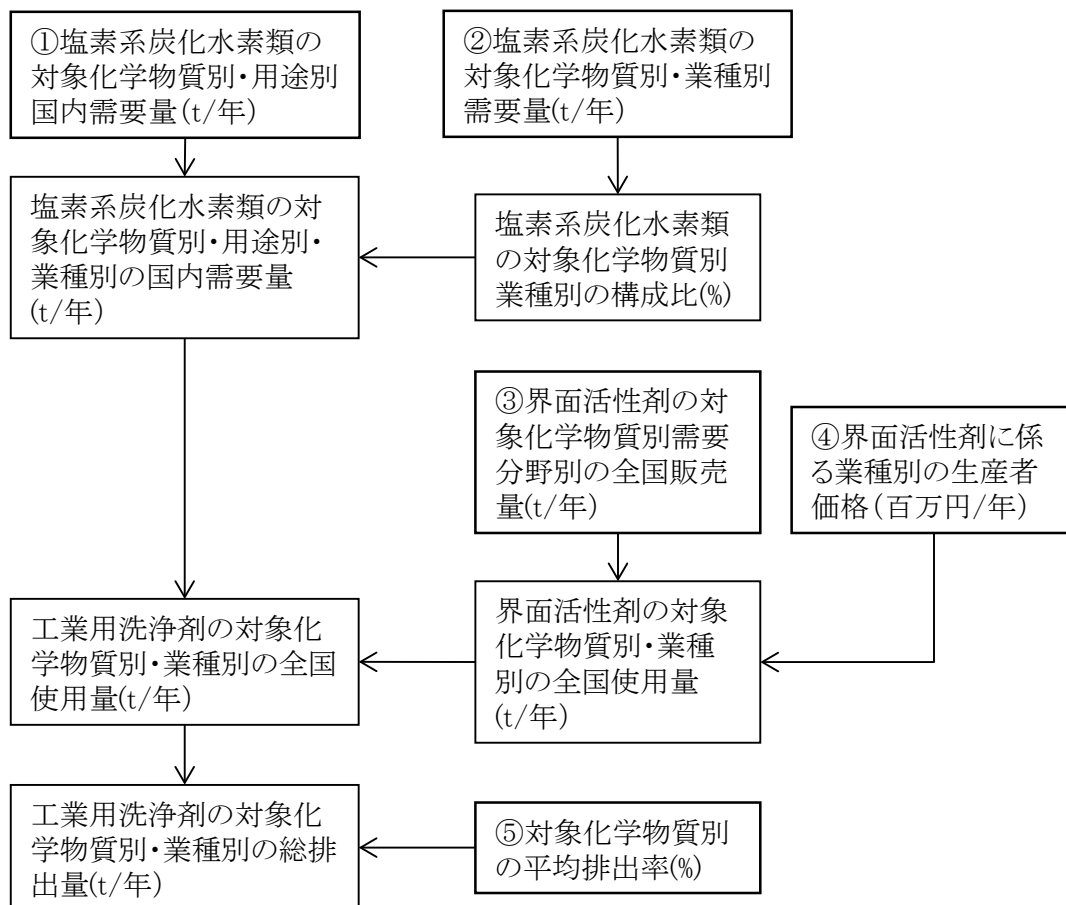 ①塩素系炭化水素類の
対象化学物質別・用途別
国内需要量(t/年)
②塩素系炭化水素類の
対象化学物質別・業種別
需要量(t/年)
塩素系炭化水素類の対
象化学物質別・用途別・
業種別の国内需要量
(t/年)
塩素系炭化水素類
の対象化学物質別
業種別の構成比(%)
③界面活性剤の対
象化学物質別需要
分野別の全国販売
量(t/年)
④界面活性剤に係
る業種別の生産者
価格(百万円/年)
工業用洗浄剤の対象化
学物質別・業種別の全国
使用量(t/年)
界面活性剤の対象
化学物質別・業種
別の全国使用量
(t/年)
工業用洗浄剤の対象化
学物質別・業種別の総排
出量(t/年)
⑤対象化学物質別
の平均排出率(%)